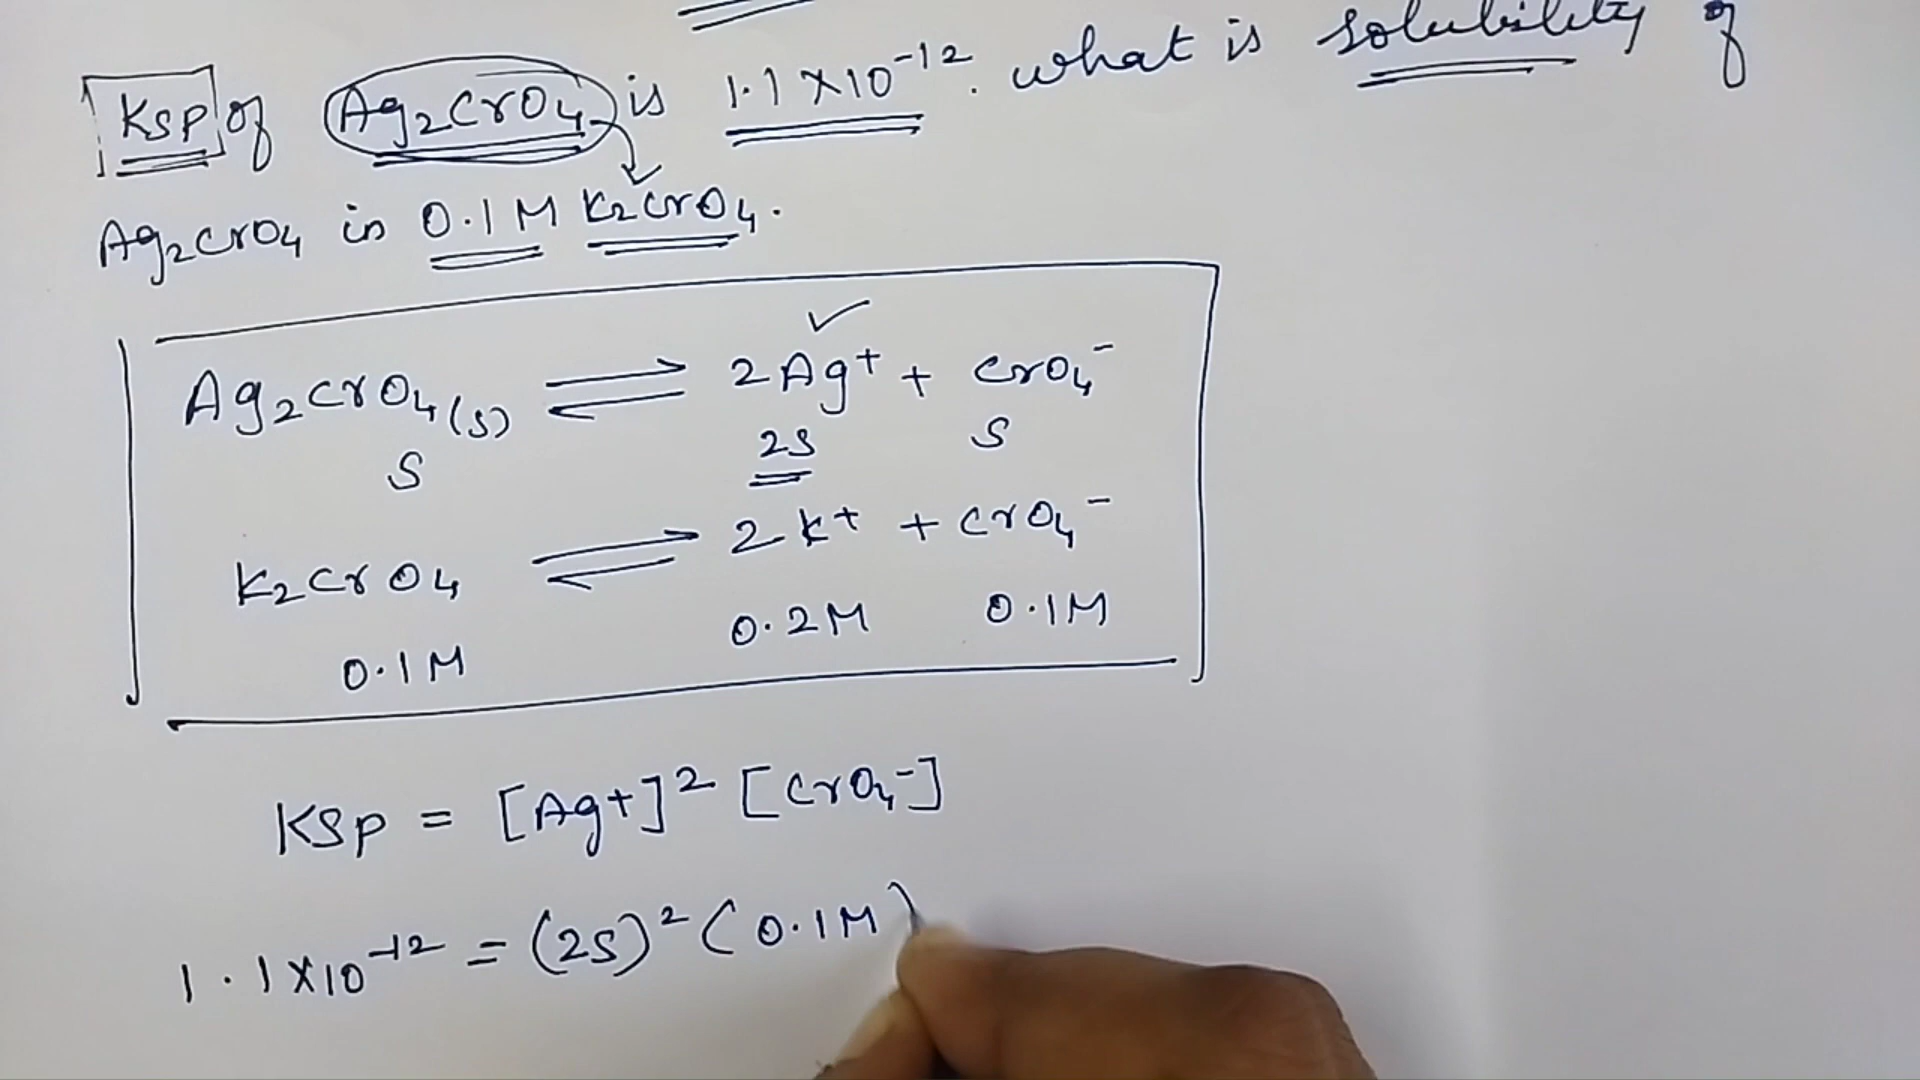 Ksp of Ag₂CrO₄ is 1.1 × 10⁻¹². what is solubility of
Ag₂CrO₄ in 0.1M K₂CrO₄.
Ag₂CrO₄(s) ⇌ 2Ag⁺ + CrO₄⁻
S 2S S
K₂CrO₄ ⇌ 2K⁺ + CrO₄⁻
0.1M 0.2M 0.1M
Ksp = [Ag+]² [CrO₄⁻]
1.1×10⁻¹² = (2S)² (0.1M)